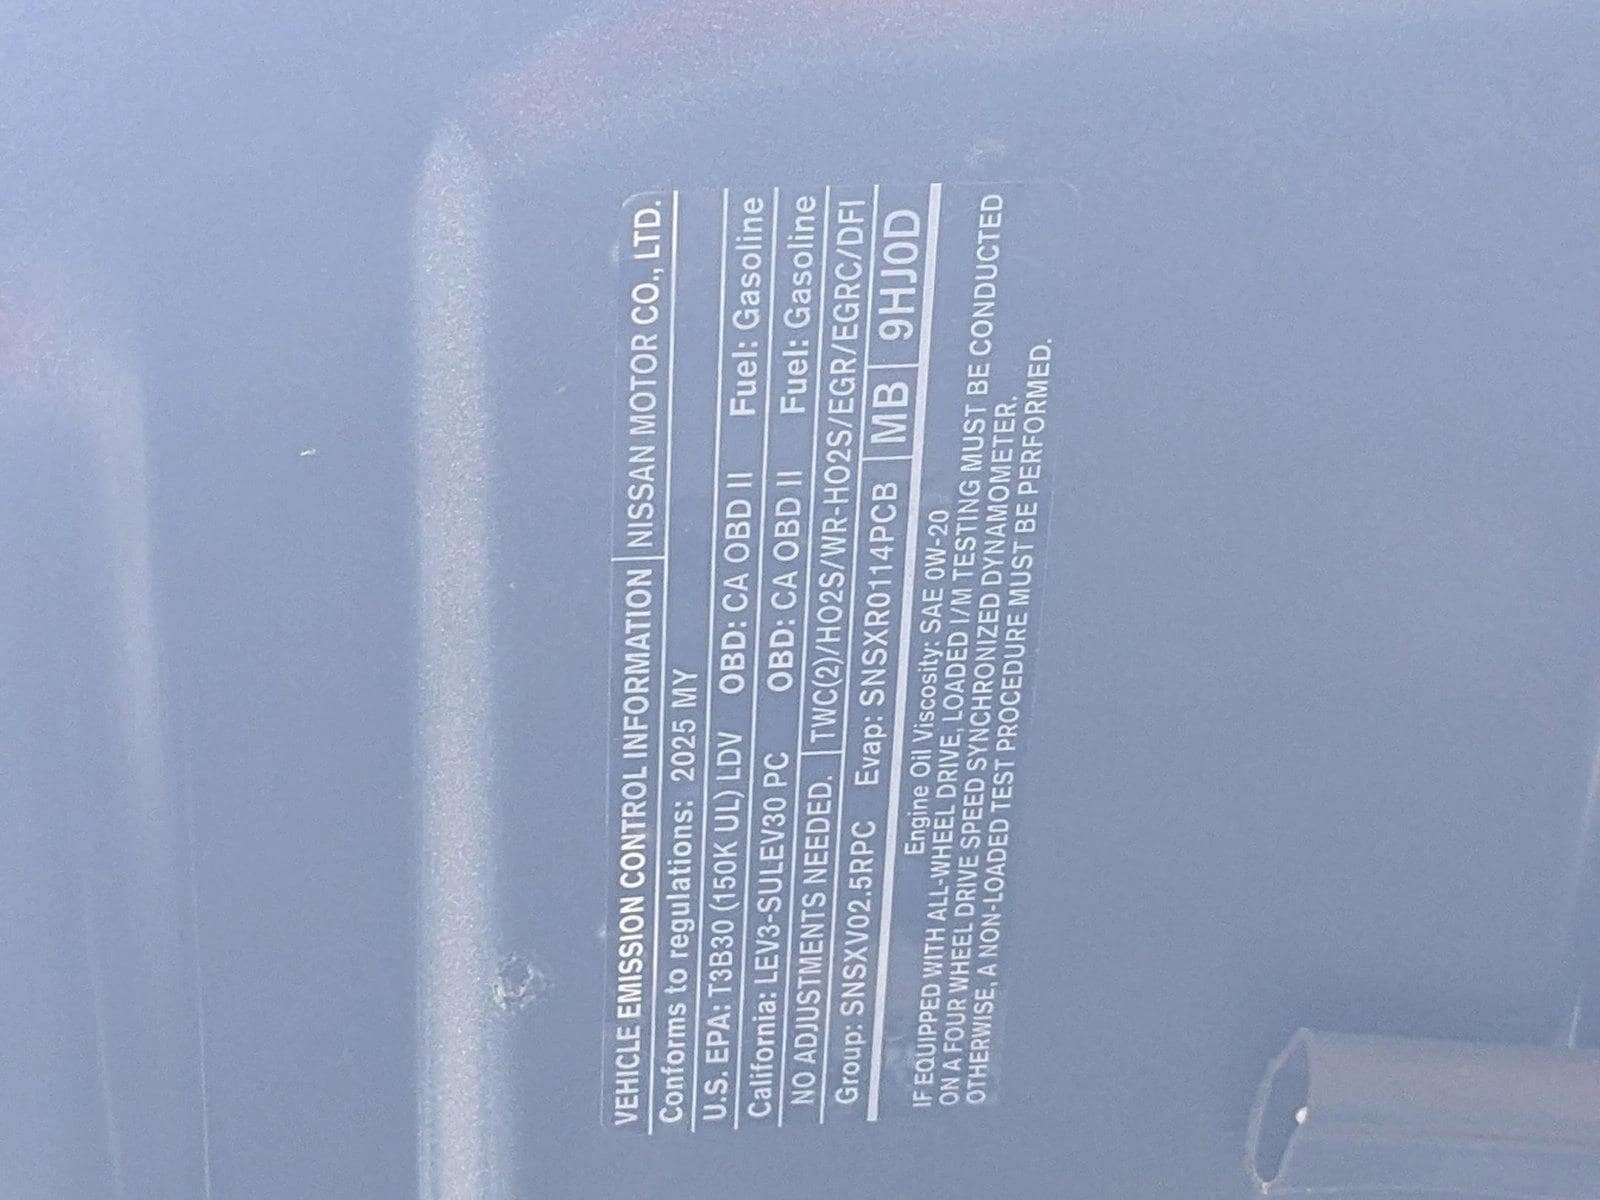 VEHICLE EMISSION CONTROL INFORMATION | NISSAN MOTOR CO., LTD.
Conforms to regulations: 2025 MY
U.S. EPA: T3B30 (150K UL) LDV OBD: CA OBD II Fuel: Gasoline
California: LEV3-SULEV30 PC OBD: CA OBD II Fuel: Gasoline
NO ADJUSTMENTS NEEDED. | TWC(2)/HO2S/WR-HO2S/EGR/EGRC/DFI
Group: SNSXV02.5RPC Evap: SNSXR0114PCB | MB | 9HJ0D
Engine Oil Viscosity: SAE 0W-20
IF EQUIPPED WITH ALL-WHEEL DRIVE, LOADED I/M TESTING MUST BE CONDUCTED
ON A FOUR WHEEL DRIVE SPEED SYNCHRONIZED DYNAMOMETER.
OTHERWISE, A NON-LOADED TEST PROCEDURE MUST BE PERFORMED.